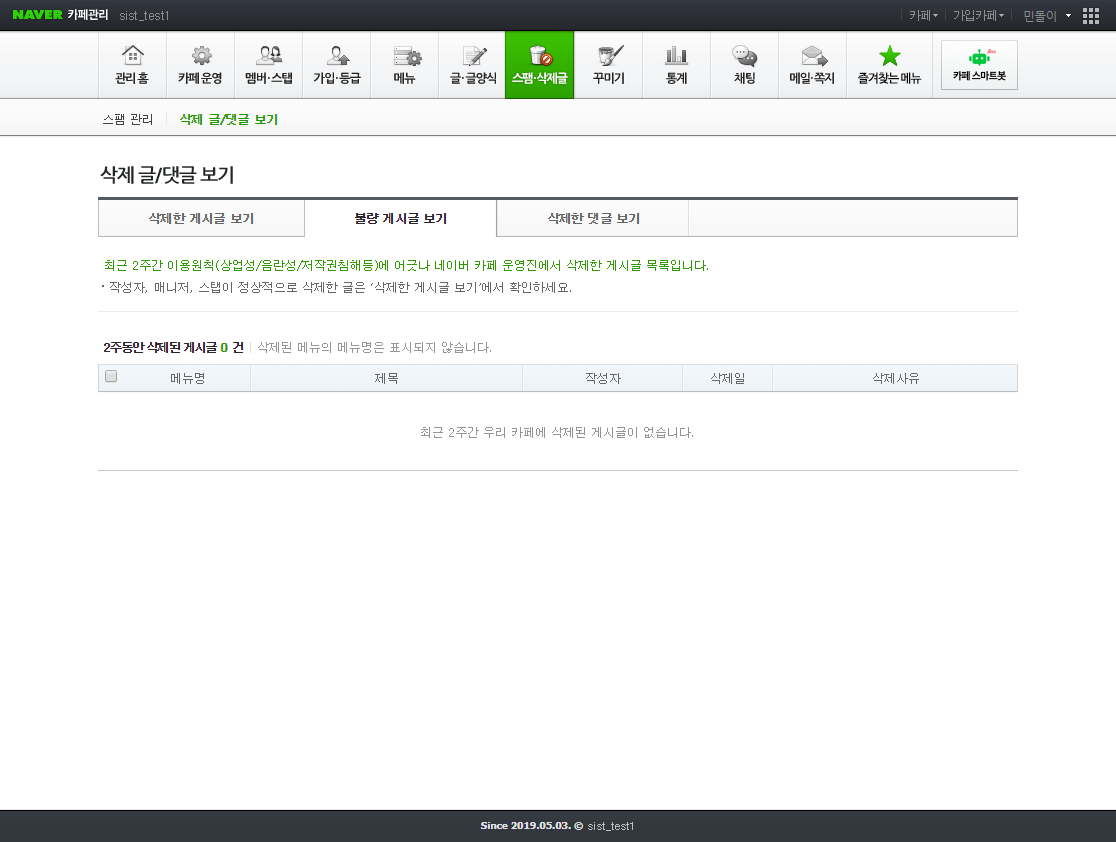 NAVER 카페관리 sist_test1 카페 가입카페 민돌이
관리 홈 카페 운영 멤버·스탭 가입·등급 메뉴 글·글양식 스팸·삭제글 꾸미기 통계 채팅 메일·쪽지 즐겨찾는 메뉴 카페 스마트봇
스팸 관리 삭제 글/댓글 보기
삭제 글/댓글 보기
삭제한 게시글 보기 불량 게시글 보기 삭제한 댓글 보기
최근 2주간 이용원칙(상업성/음란성/저작권침해등)에 어긋나 네이버 카페 운영진에서 삭제한 게시글 목록입니다.
· 작성자, 매니저, 스탭이 정상적으로 삭제한 글은 '삭제한 게시글 보기'에서 확인하세요.
2주동안 삭제된 게시글 0 건 삭제된 메뉴의 메뉴명은 표시되지 않습니다.
메뉴명 제목 작성자 삭제일 삭제사유
최근 2주간 우리 카페에 삭제된 게시글이 없습니다.
Since 2019.05.03. © sist_test1